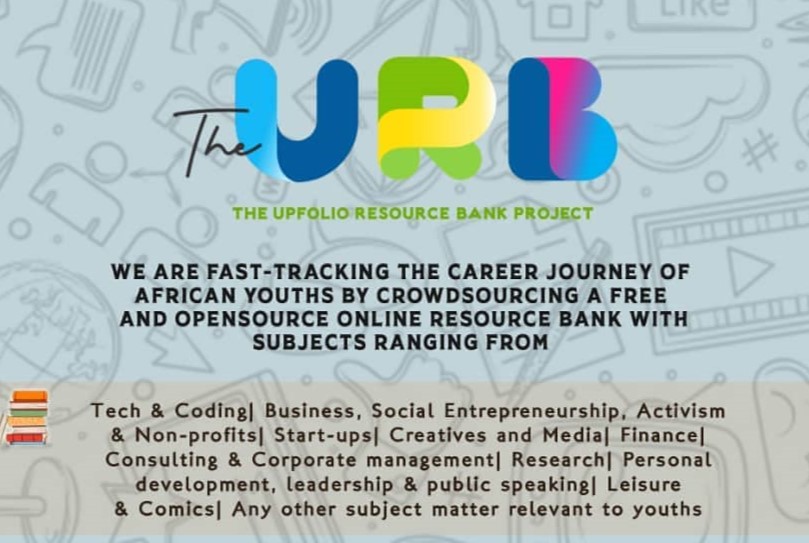 Like
The URB
THE UPFOLIO RESOURCE BANK PROJECT
WE ARE FAST-TRACKING THE CAREER JOURNEY OF
AFRICAN YOUTHS BY CROWDSOURCING A FREE
AND OPENSOURCE ONLINE RESOURCE BANK WITH
SUBJECTS RANGING FROM
Tech & Coding| Business, Social Entrepreneurship, Activism
& Non-profits| Start-ups| Creatives and Media| Finance|
Consulting & Corporate management| Research| Personal
development, leadership & public speaking| Leisure
& Comics| Any other subject matter relevant to youths